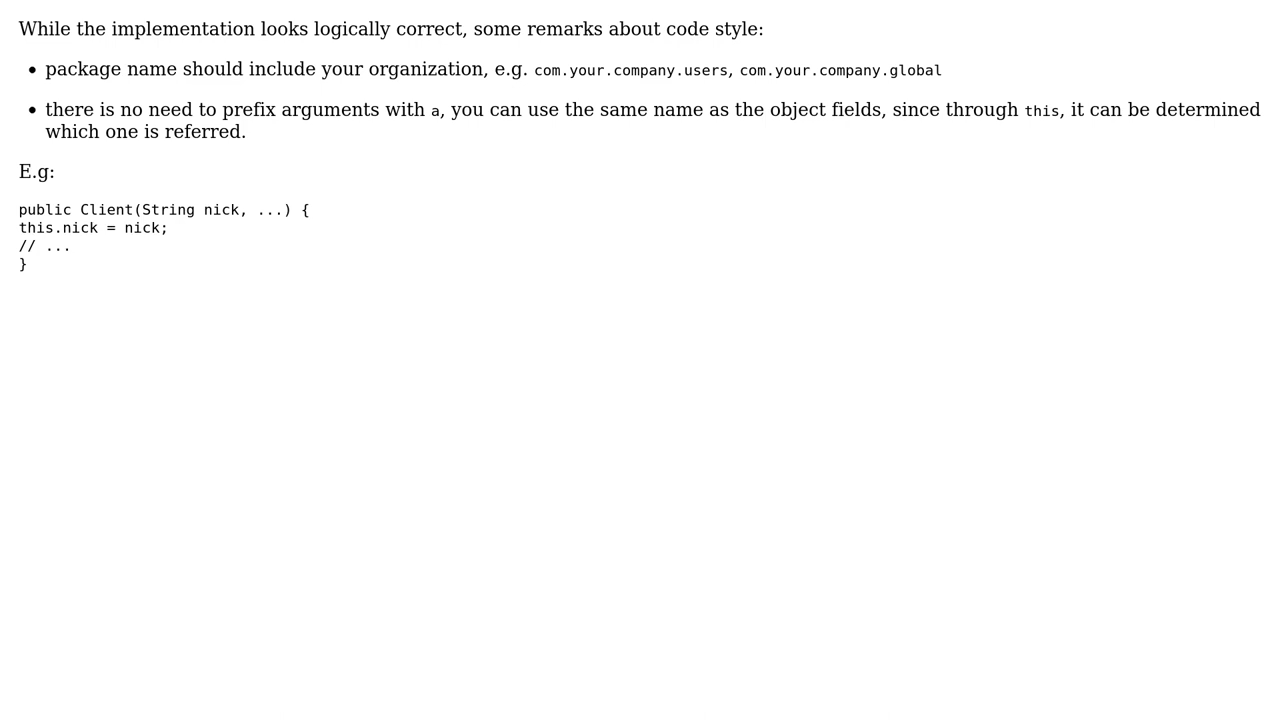 While the implementation looks logically correct, some remarks about code style:
• package name should include your organization, e.g. com.your.company.users, com.your.company.global
• there is no need to prefix arguments with a, you can use the same name as the object fields, since through this, it can be determined
which one is referred.
E.g:
public Client(String nick, ...) {
this.nick = nick;
// ...
}